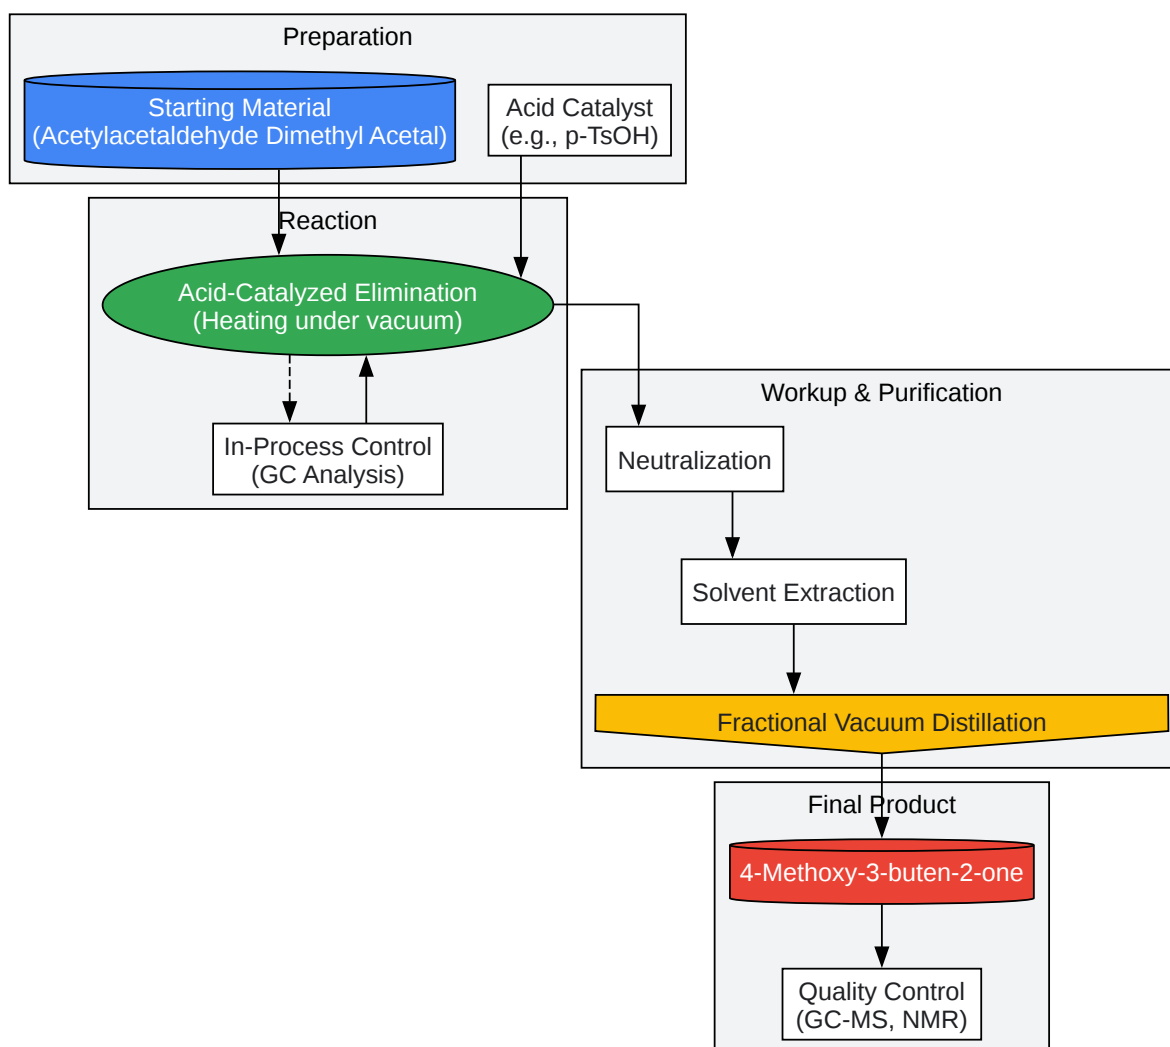 Preparation
Starting Material
(Acetylacetaldehyde Dimethyl Acetal)
Acid Catalyst
(e.g., p-TsOH)
Reaction
Acid-Catalyzed Elimination
(Heating under vacuum)
In-Process Control
(GC Analysis)
Workup & Purification
Neutralization
Solvent Extraction
Fractional Vacuum Distillation
Final Product
4-Methoxy-3-buten-2-one
Quality Control
(GC-MS, NMR)